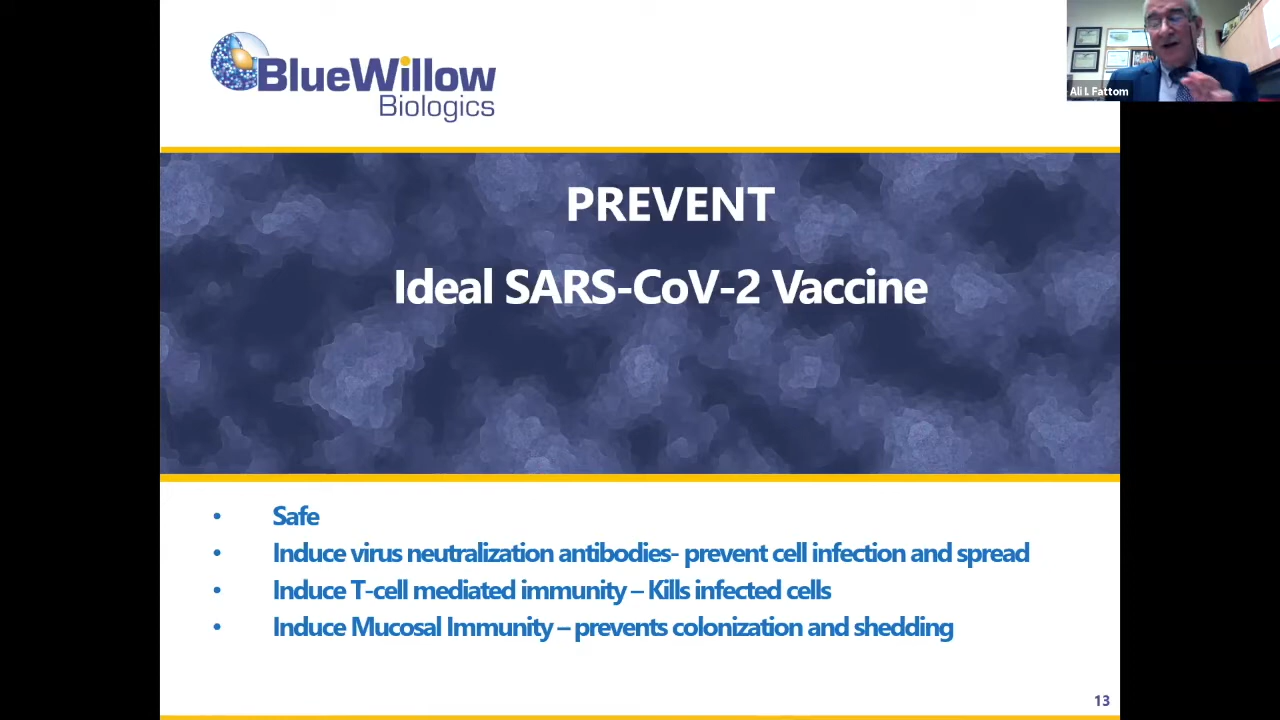 BlueWillow
Biologics
Ali L Fattom
PREVENT
Ideal SARS-CoV-2 Vaccine
• Safe
• Induce virus neutralization antibodies- prevent cell infection and spread
• Induce T-cell mediated immunity – Kills infected cells
• Induce Mucosal Immunity – prevents colonization and shedding
13